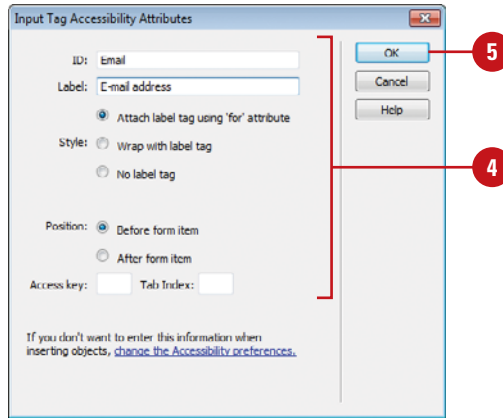 Input Tag Accessibility Attributes
ID: Email
Label: E-mail address
Attach label tag using 'for' attribute
Style: Wrap with label tag
No label tag
Position: Before form item
After form item
Access key: Tab Index:
If you don't want to enter this information when
inserting objects, change the Accessibility preferences.
OK
Cancel
Help
5
4